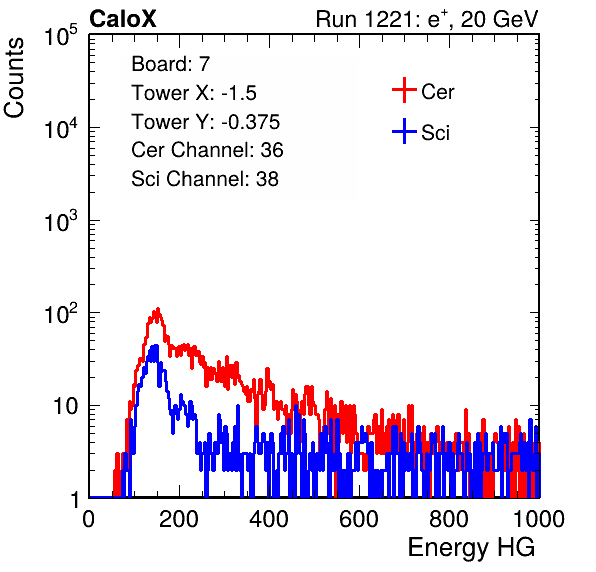 CaloX Run 1221: e⁺, 20 GeV
Counts
Board: 7
Tower X: -1.5
Tower Y: -0.375
Cer Channel: 36
Sci Channel: 38
Cer
Sci
10⁵
10⁴
10³
10²
10
1
0 200 400 600 800 1000
Energy HG